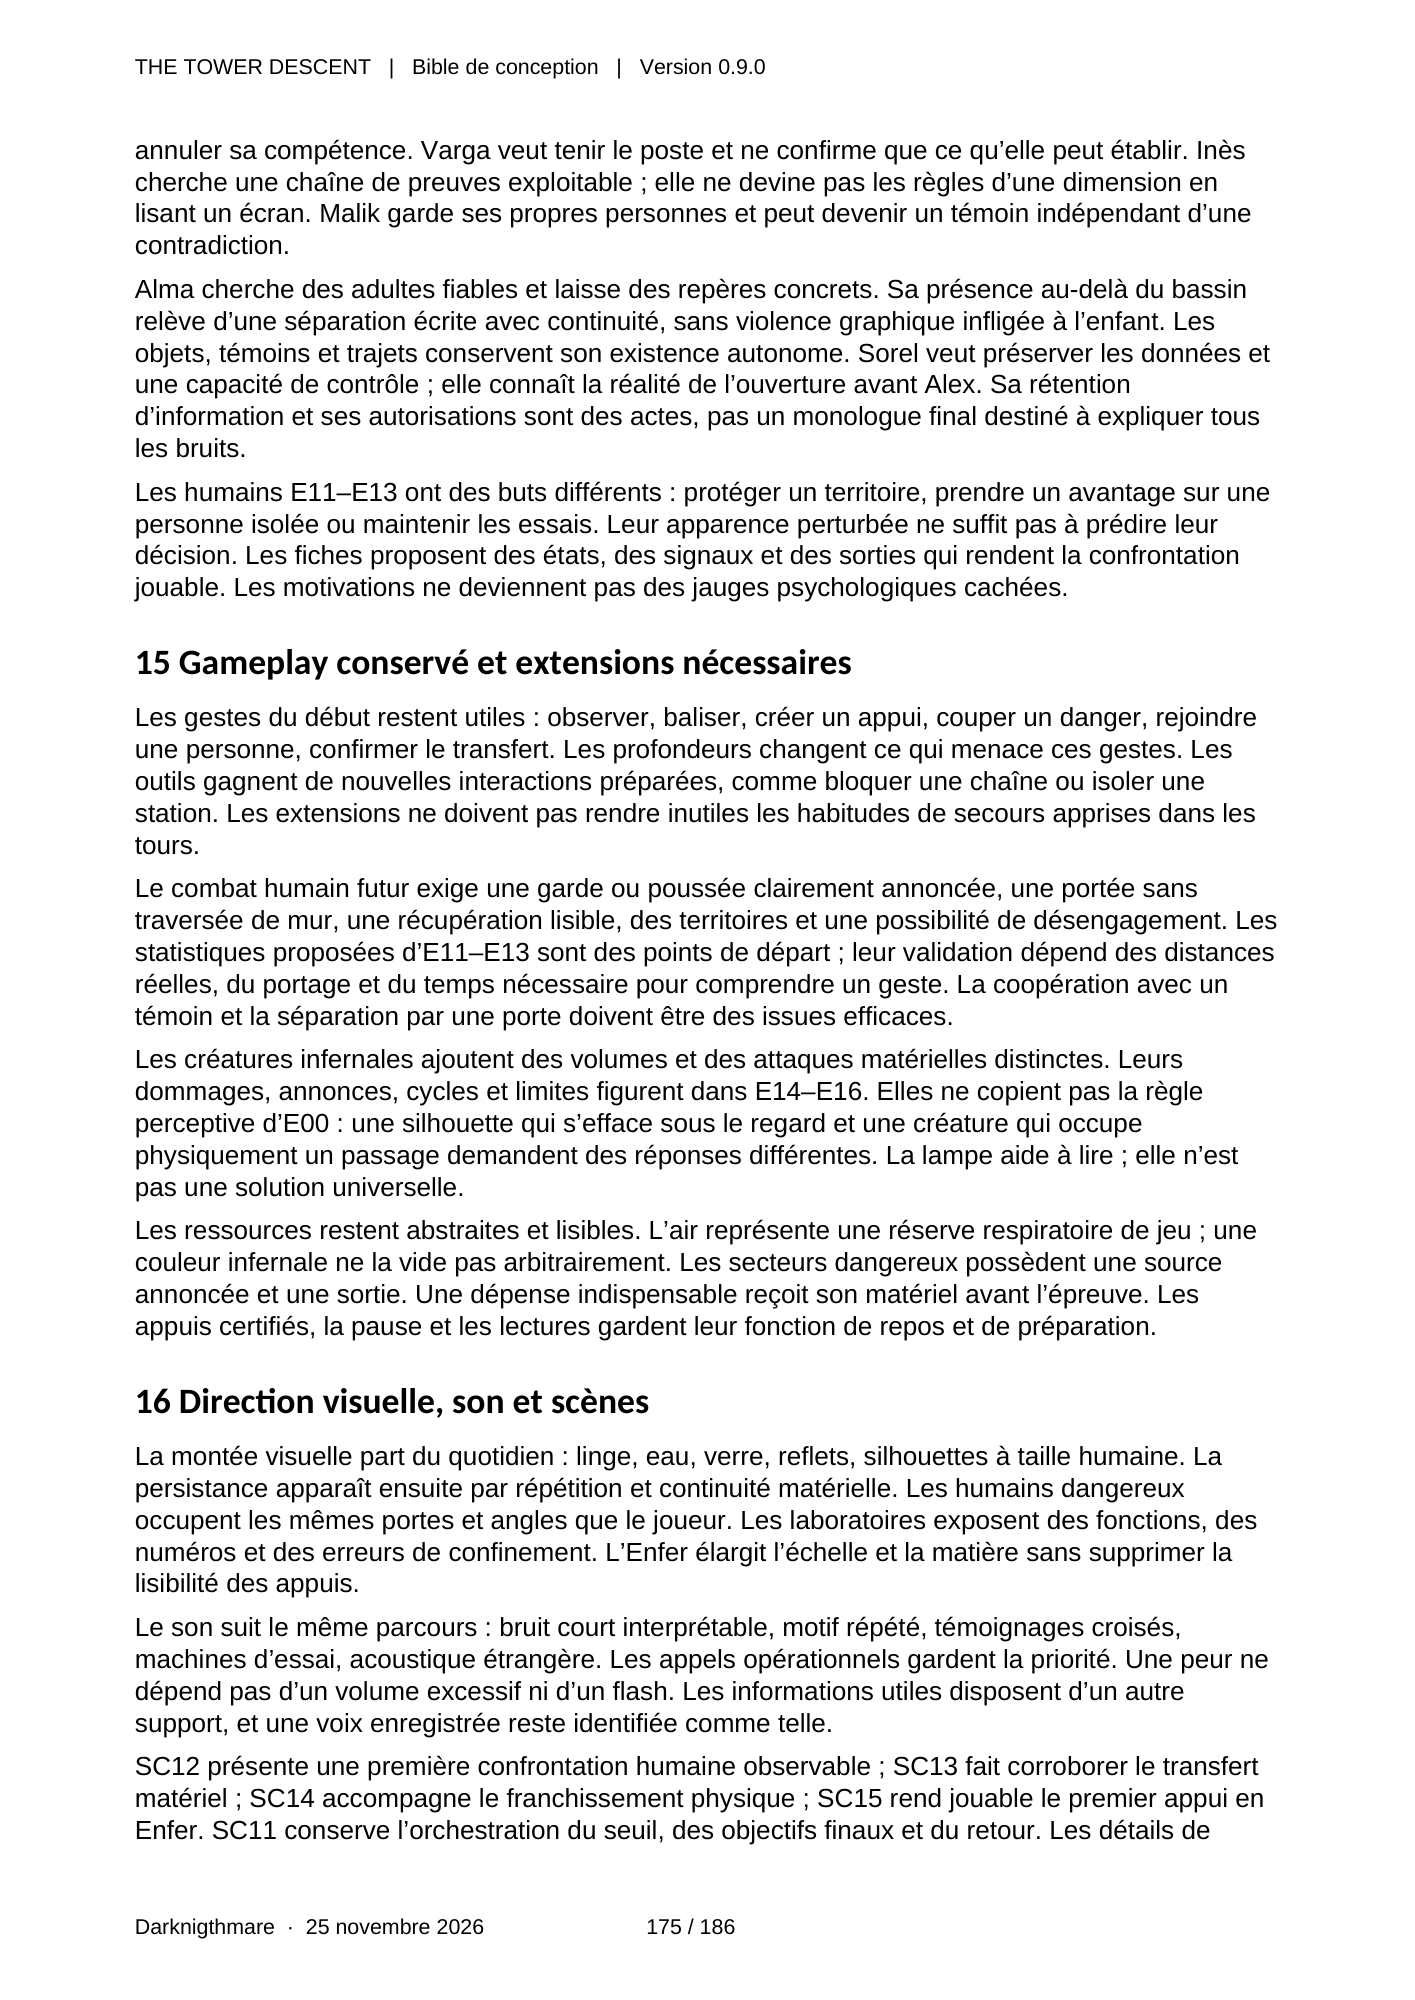 THE TOWER DESCENT | Bible de conception | Version 0.9.0
annuler sa compétence. Varga veut tenir le poste et ne confirme que ce qu’elle peut établir. Inès
cherche une chaîne de preuves exploitable ; elle ne devine pas les règles d’une dimension en
lisant un écran. Malik garde ses propres personnes et peut devenir un témoin indépendant d’une
contradiction.
Alma cherche des adultes fiables et laisse des repères concrets. Sa présence au-delà du bassin
relève d’une séparation écrite avec continuité, sans violence graphique infligée à l’enfant. Les
objets, témoins et trajets conservent son existence autonome. Sorel veut préserver les données et
une capacité de contrôle ; elle connaît la réalité de l’ouverture avant Alex. Sa rétention
d’information et ses autorisations sont des actes, pas un monologue final destiné à expliquer tous
les bruits.
Les humains E11–E13 ont des buts différents : protéger un territoire, prendre un avantage sur une
personne isolée ou maintenir les essais. Leur apparence perturbée ne suffit pas à prédire leur
décision. Les fiches proposent des états, des signaux et des sorties qui rendent la confrontation
jouable. Les motivations ne deviennent pas des jauges psychologiques cachées.
15 Gameplay conservé et extensions nécessaires
Les gestes du début restent utiles : observer, baliser, créer un appui, couper un danger, rejoindre
une personne, confirmer le transfert. Les profondeurs changent ce qui menace ces gestes. Les
outils gagnent de nouvelles interactions préparées, comme bloquer une chaîne ou isoler une
station. Les extensions ne doivent pas rendre inutiles les habitudes de secours apprises dans les
tours.
Le combat humain futur exige une garde ou poussée clairement annoncée, une portée sans
traversée de mur, une récupération lisible, des territoires et une possibilité de désengagement. Les
statistiques proposées d’E11–E13 sont des points de départ ; leur validation dépend des distances
réelles, du portage et du temps nécessaire pour comprendre un geste. La coopération avec un
témoin et la séparation par une porte doivent être des issues efficaces.
Les créatures infernales ajoutent des volumes et des attaques matérielles distinctes. Leurs
dommages, annonces, cycles et limites figurent dans E14–E16. Elles ne copient pas la règle
perceptive d’E00 : une silhouette qui s’efface sous le regard et une créature qui occupe
physiquement un passage demandent des réponses différentes. La lampe aide à lire ; elle n’est
pas une solution universelle.
Les ressources restent abstraites et lisibles. L’air représente une réserve respiratoire de jeu ; une
couleur infernale ne la vide pas arbitrairement. Les secteurs dangereux possèdent une source
annoncée et une sortie. Une dépense indispensable reçoit son matériel avant l’épreuve. Les
appuis certifiés, la pause et les lectures gardent leur fonction de repos et de préparation.
16 Direction visuelle, son et scènes
La montée visuelle part du quotidien : linge, eau, verre, reflets, silhouettes à taille humaine. La
persistance apparaît ensuite par répétition et continuité matérielle. Les humains dangereux
occupent les mêmes portes et angles que le joueur. Les laboratoires exposent des fonctions, des
numéros et des erreurs de confinement. L’Enfer élargit l’échelle et la matière sans supprimer la
lisibilité des appuis.
Le son suit le même parcours : bruit court interprétable, motif répété, témoignages croisés,
machines d’essai, acoustique étrangère. Les appels opérationnels gardent la priorité. Une peur ne
dépend pas d’un volume excessif ni d’un flash. Les informations utiles disposent d’un autre
support, et une voix enregistrée reste identifiée comme telle.
SC12 présente une première confrontation humaine observable ; SC13 fait corroborer le transfert
matériel ; SC14 accompagne le franchissement physique ; SC15 rend jouable le premier appui en
Enfer. SC11 conserve l’orchestration du seuil, des objectifs finaux et du retour. Les détails de
Darknigthmare · 25 novembre 2026 175 / 186